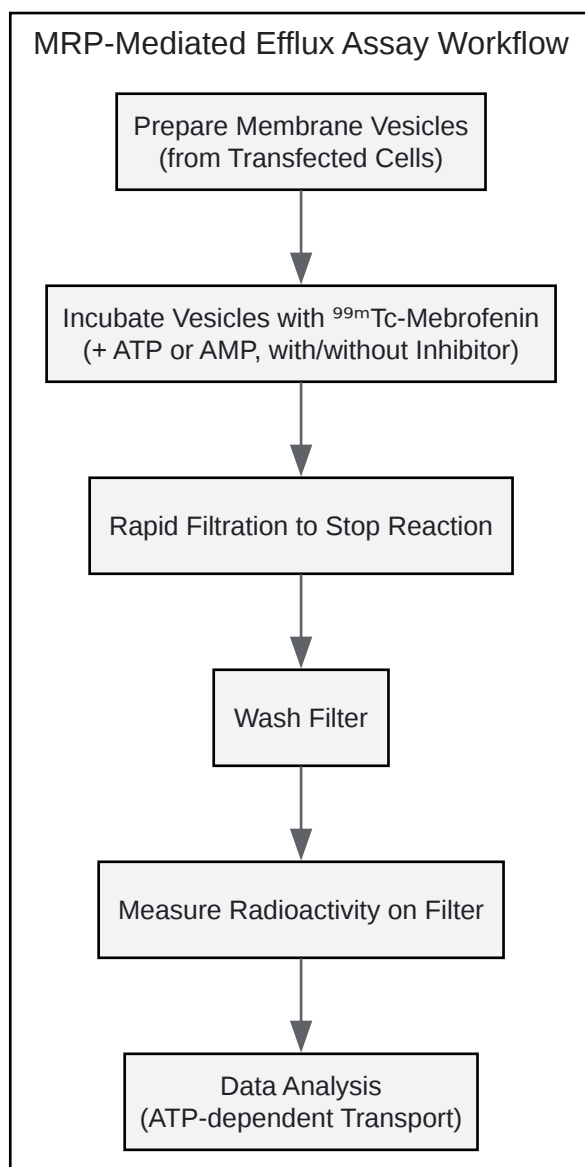 MRP-Mediated Efflux Assay Workflow
Prepare Membrane Vesicles
(from Transfected Cells)
Incubate Vesicles with ⁹⁹ᵐTc-Mebrofenin
(+ ATP or AMP, with/without Inhibitor)
Rapid Filtration to Stop Reaction
Wash Filter
Measure Radioactivity on Filter
Data Analysis
(ATP-dependent Transport)